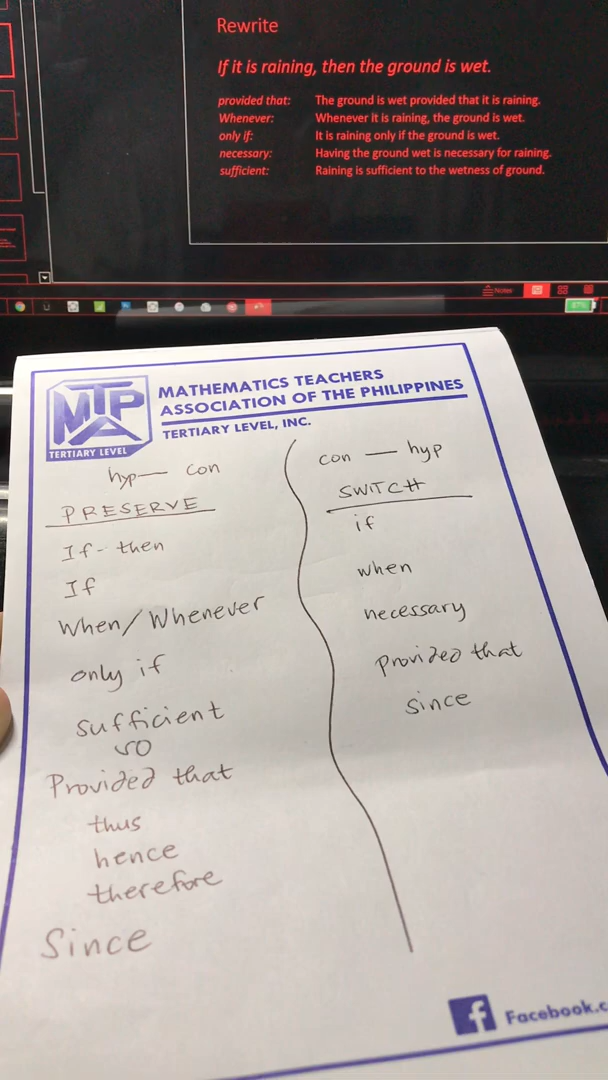 Rewrite
If it is raining, then the ground is wet.
provided that: The ground is wet provided that it is raining.
Whenever: Whenever it is raining, the ground is wet.
only if: It is raining only if the ground is wet.
necessary: Having the ground wet is necessary for raining.
sufficient: Raining is sufficient to the wetness of ground.
Notes
87%
MTAP
TERTIARY LEVEL
MATHEMATICS TEACHERS
ASSOCIATION OF THE PHILIPPINES
TERTIARY LEVEL, INC.
hyp — con
PRESERVE
If - then
If
When/Whenever
only if
sufficient
so
Provided that
thus
hence
therefore
Since
con — hyp
SWITCH
if
when
necessary
Provided that
since
f Facebook.c